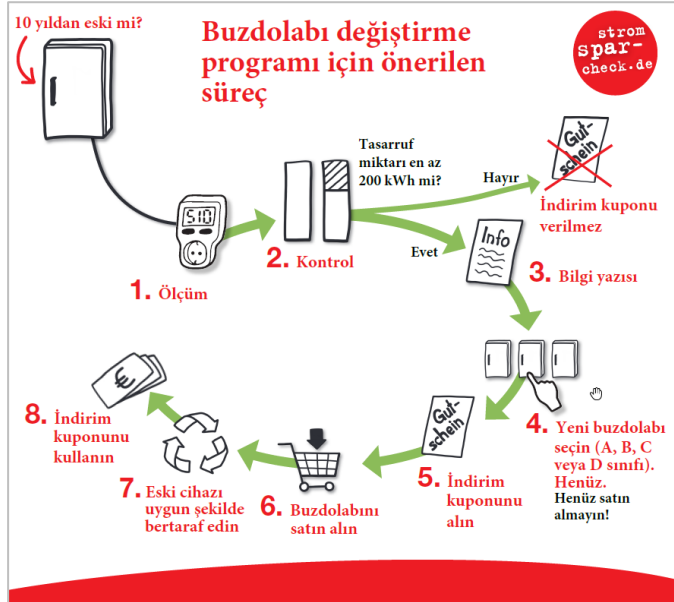 10 yıldan eski mi?
Buzdolabı değiştirme
programı için önerilen
süreç
strom
spar-
check.de
Tasarruf
miktarı en az
200 kWh mi?
Hayır
Gut-
schein
İndirim kuponu
verilmez
510
1. Ölçüm
2. Kontrol
Evet
Info
3. Bilgi yazısı
4. Yeni buzdolabı
seçin (A, B, C
veya D sınıfı).
Henüz.
Henüz satın
almayın!
Gut-
schein
5. İndirim
kuponunu
alın
6. Buzdolabını
satın alın
7. Eski cihazı
uygun şekilde
bertaraf edin
€
8. İndirim
kuponunu
kullanın